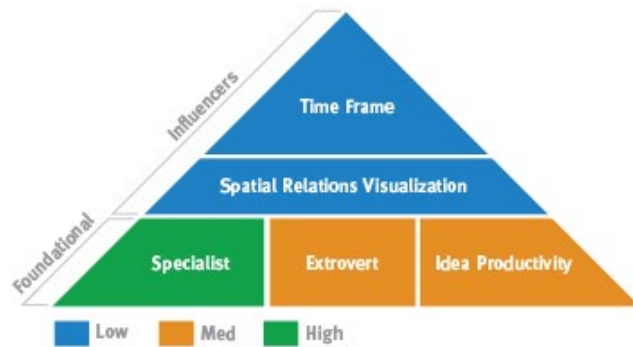 Influencers
Time Frame
Spatial Relations Visualization
Foundational
Specialist
Extrovert
Idea Productivity
Low
Med
High